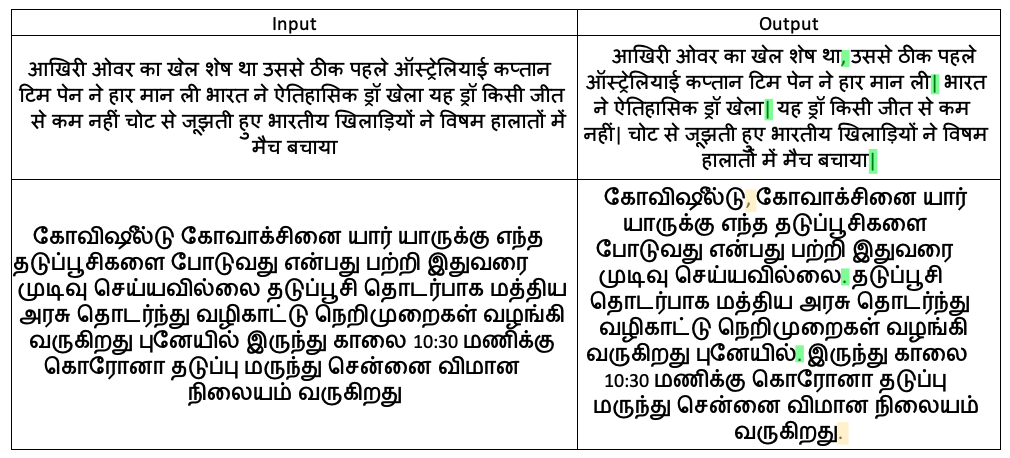 Input
Output
आखिरी ओवर का खेल शेष था उससे ठीक पहले ऑस्ट्रेलियाई कप्तान
टिम पेन ने हार मान ली भारत ने ऐतिहासिक ड्रॉ खेला यह ड्रॉ किसी जीत
से कम नहीं चोट से जूझती हुए भारतीय खिलाड़ियों ने विषम हालातों में
मैच बचाया
आखिरी ओवर का खेल शेष था, उससे ठीक पहले
ऑस्ट्रेलियाई कप्तान टिम पेन ने हार मान ली| भारत
ने ऐतिहासिक ड्रॉ खेला| यह ड्रॉ किसी जीत से कम
नहीं| चोट से जूझती हुए भारतीय खिलाड़ियों ने विषम
हालातों में मैच बचाया|
கோவிஷீல்டு கோவாக்சினை யார் யாருக்கு எந்த
தடுப்பூசிகளை போடுவது என்பது பற்றி இதுவரை
முடிவு செய்யவில்லை தடுப்பூசி தொடர்பாக மத்திய
அரசு தொடர்ந்து வழிகாட்டு நெறிமுறைகள் வழங்கி
வருகிறது புனேயில் இருந்து காலை 10:30 மணிக்கு
கொரோனா தடுப்பு மருந்து சென்னை விமான
நிலையம் வருகிறது
கோவிஷீல்டு, கோவாக்சினை யார்
யாருக்கு எந்த தடுப்பூசிகளை
போடுவது என்பது பற்றி இதுவரை
முடிவு செய்யவில்லை. தடுப்பூசி
தொடர்பாக மத்திய அரசு தொடர்ந்து
வழிகாட்டு நெறிமுறைகள் வழங்கி
வருகிறது புனேயில். இருந்து காலை
10:30 மணிக்கு கொரோனா தடுப்பு
மருந்து சென்னை விமான நிலையம்
வருகிறது.